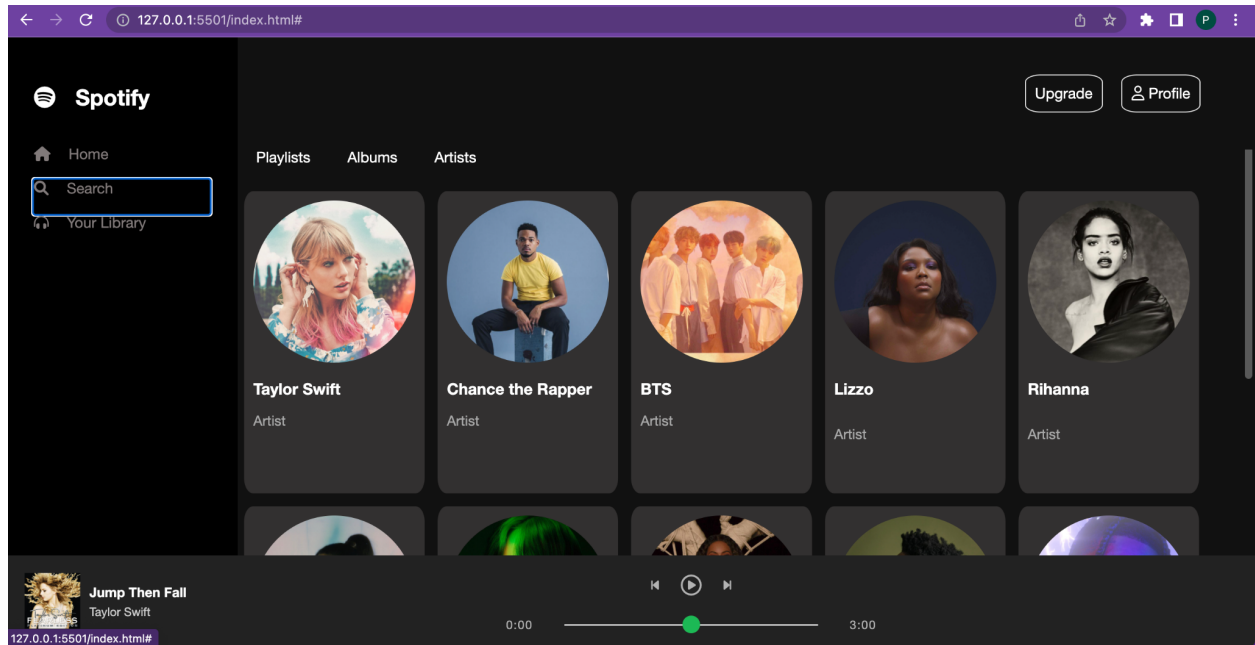 127.0.0.1:5501/index.html#
P
Spotify
Upgrade
Profile
Home
Search
Your Library
Playlists Albums Artists
Taylor Swift
Artist
Chance the Rapper
Artist
BTS
Artist
Lizzo
Artist
Rihanna
Artist
Jump Then Fall
Taylor Swift
0:00
3:00
127.0.0.1:5501/index.html#